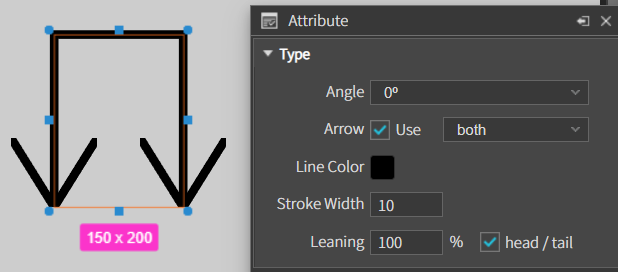 Attribute
Type
Angle 0º
Arrow Use both
Line Color
Stroke Width 10
Leaning 100 % head / tail
150 x 200